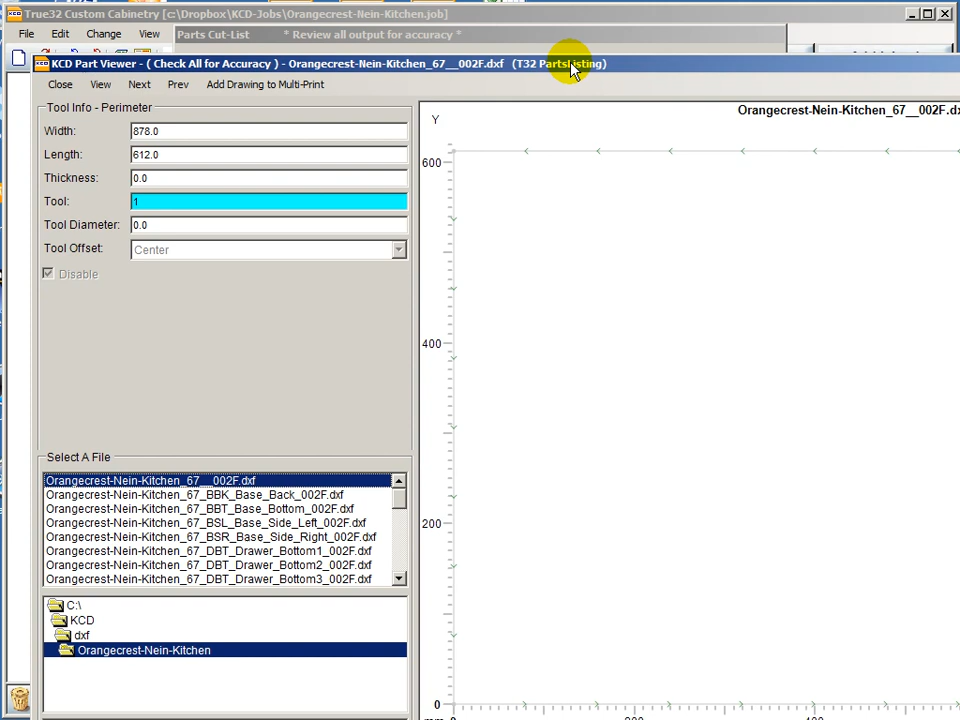 True32 Custom Cabinetry [c:\Dropbox\KCD-Jobs\Orangecrest-Nein-Kitchen.job]
File Edit Change View Parts Cut-List * Review all output for accuracy *
KCD Part Viewer - ( Check All for Accuracy ) - Orangecrest-Nein-Kitchen_67__002F.dxf (T32 PartsListing)
Close View Next Prev Add Drawing to Multi-Print
Tool Info - Perimeter
Width: 878.0
Length: 612.0
Thickness: 0.0
Tool: 1
Tool Diameter: 0.0
Tool Offset: Center
Disable
Select A File
Orangecrest-Nein-Kitchen_67__002F.dxf
Orangecrest-Nein-Kitchen_67_BBK_Base_Back_002F.dxf
Orangecrest-Nein-Kitchen_67_BBT_Base_Bottom_002F.dxf
Orangecrest-Nein-Kitchen_67_BSL_Base_Side_Left_002F.dxf
Orangecrest-Nein-Kitchen_67_BSR_Base_Side_Right_002F.dxf
Orangecrest-Nein-Kitchen_67_DBT_Drawer_Bottom1_002F.dxf
Orangecrest-Nein-Kitchen_67_DBT_Drawer_Bottom2_002F.dxf
Orangecrest-Nein-Kitchen_67_DBT_Drawer_Bottom3_002F.dxf
C:\
KCD
dxf
Orangecrest-Nein-Kitchen
Orangecrest-Nein-Kitchen_67__002F.dx
Y
600
400
200
0